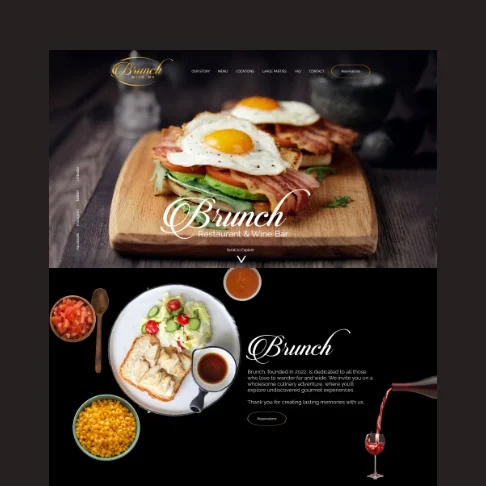 Brunch
OUR STORY MENU LOCATIONS LARGE PARTIES FAQ CONTACT Reservations
Brunch
Restaurant & Wine Bar
Scroll to Explore
Brunch
Brunch, founded in 2022, is dedicated to all those
who love to wander far and wide. We invite you on a
wholesome culinary adventure, where you'll
explore undiscovered gourmet experiences.
Thank you for creating lasting memories with us.
Reservations